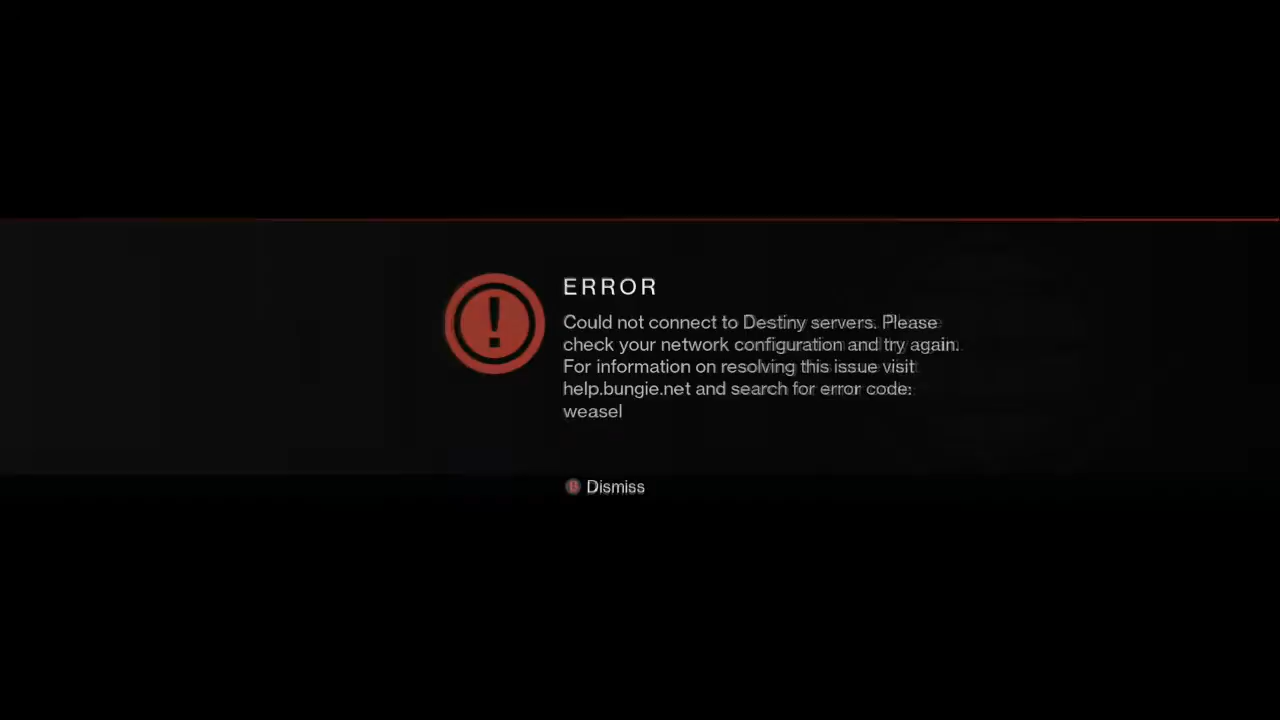 ERROR
Could not connect to Destiny servers. Please
check your network configuration and try again.
For information on resolving this issue visit
help.bungie.net and search for error code:
weasel
B Dismiss